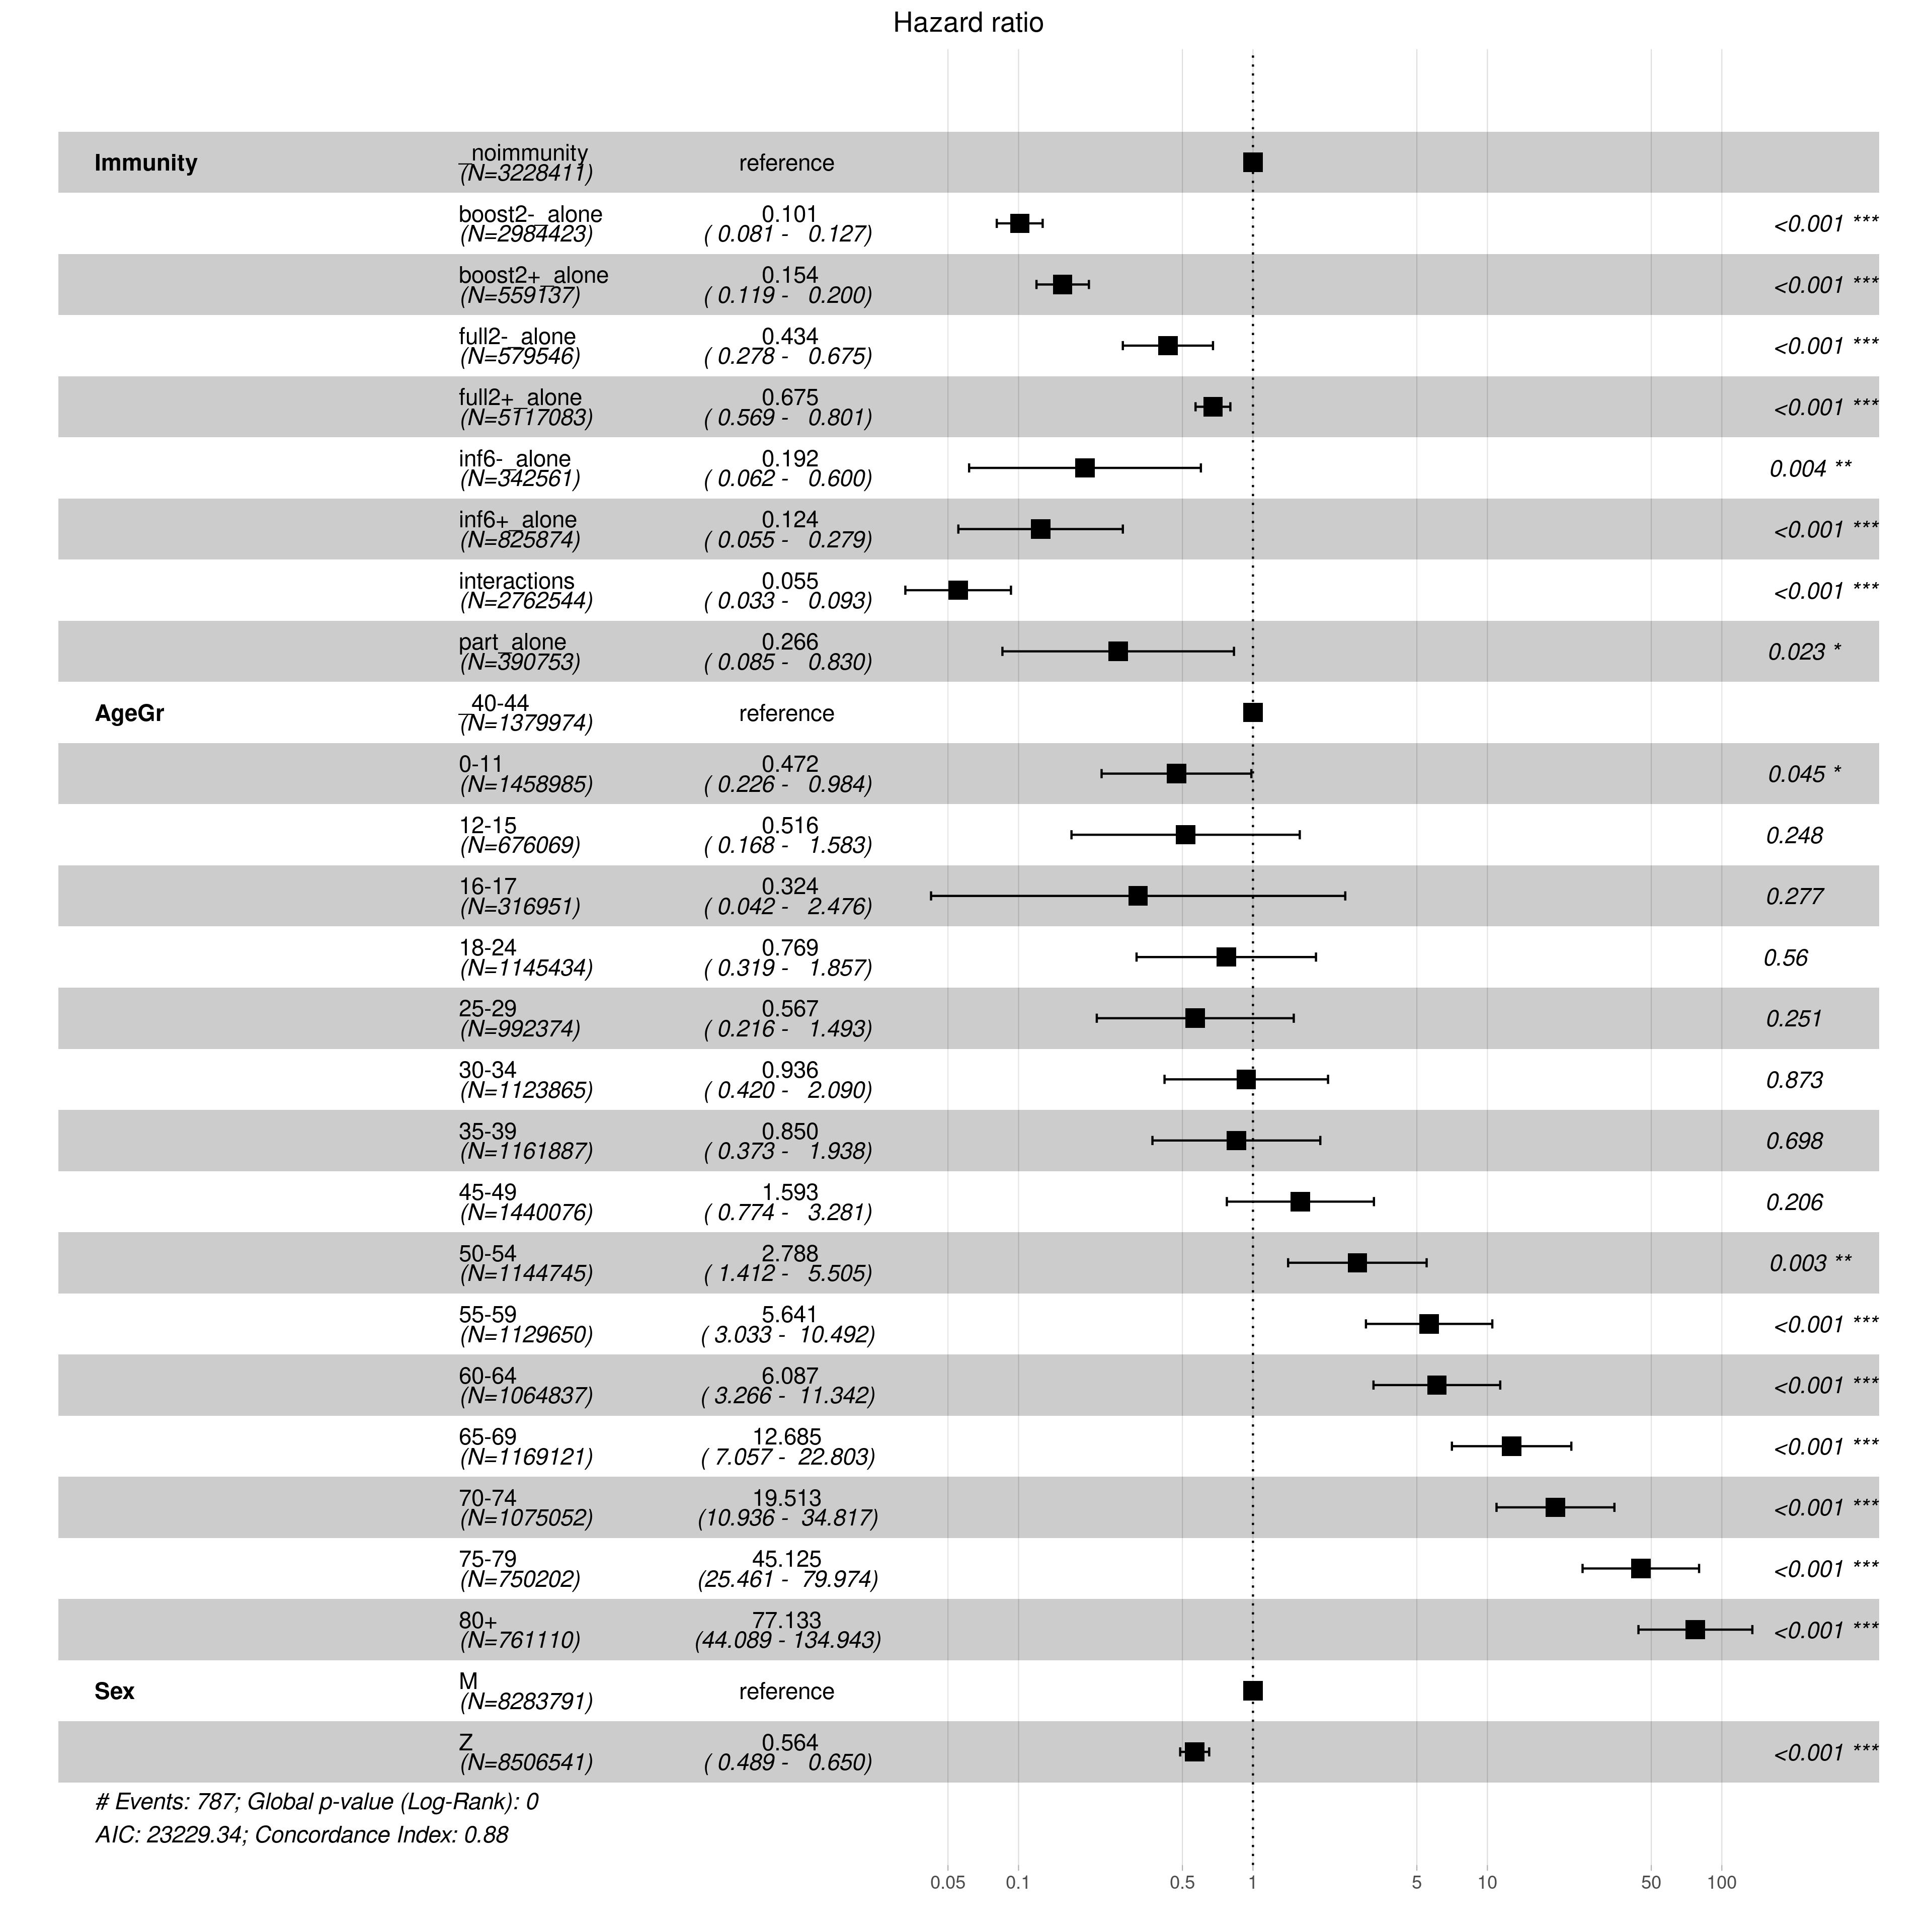 Hazard ratio
Immunity _noimmunity reference
(N=3228411)
boost2-_alone 0.101
(N=2984423) ( 0.081 - 0.127) <0.001 ***
boost2+_alone 0.154
(N=559137) ( 0.119 - 0.200) <0.001 ***
full2-_alone 0.434
(N=579546) ( 0.278 - 0.675) <0.001 ***
full2+_alone 0.675
(N=5117083) ( 0.569 - 0.801) <0.001 ***
inf6-_alone 0.192
(N=342561) ( 0.062 - 0.600) 0.004 **
inf6+_alone 0.124
(N=825874) ( 0.055 - 0.279) <0.001 ***
interactions 0.055
(N=2762544) ( 0.033 - 0.093) <0.001 ***
part_alone 0.266
(N=390753) ( 0.085 - 0.830) 0.023 *
AgeGr _40-44 reference
(N=1379974)
0-11 0.472
(N=1458985) ( 0.226 - 0.984) 0.045 *
12-15 0.516
(N=676069) ( 0.168 - 1.583) 0.248
16-17 0.324
(N=316951) ( 0.042 - 2.476) 0.277
18-24 0.769
(N=1145434) ( 0.319 - 1.857) 0.56
25-29 0.567
(N=992374) ( 0.216 - 1.493) 0.251
30-34 0.936
(N=1123865) ( 0.420 - 2.090) 0.873
35-39 0.850
(N=1161887) ( 0.373 - 1.938) 0.698
45-49 1.593
(N=1440076) ( 0.774 - 3.281) 0.206
50-54 2.788
(N=1144745) ( 1.412 - 5.505) 0.003 **
55-59 5.641
(N=1129650) ( 3.033 - 10.492) <0.001 ***
60-64 6.087
(N=1064837) ( 3.266 - 11.342) <0.001 ***
65-69 12.685
(N=1169121) ( 7.057 - 22.803) <0.001 ***
70-74 19.513
(N=1075052) (10.936 - 34.817) <0.001 ***
75-79 45.125
(N=750202) (25.461 - 79.974) <0.001 ***
80+ 77.133
(N=761110) (44.089 - 134.943) <0.001 ***
Sex M reference
(N=8283791)
Z 0.564
(N=8506541) ( 0.489 - 0.650) <0.001 ***
# Events: 787; Global p-value (Log-Rank): 0
AIC: 23229.34; Concordance Index: 0.88
0.05 0.1 0.5 1 5 10 50 100